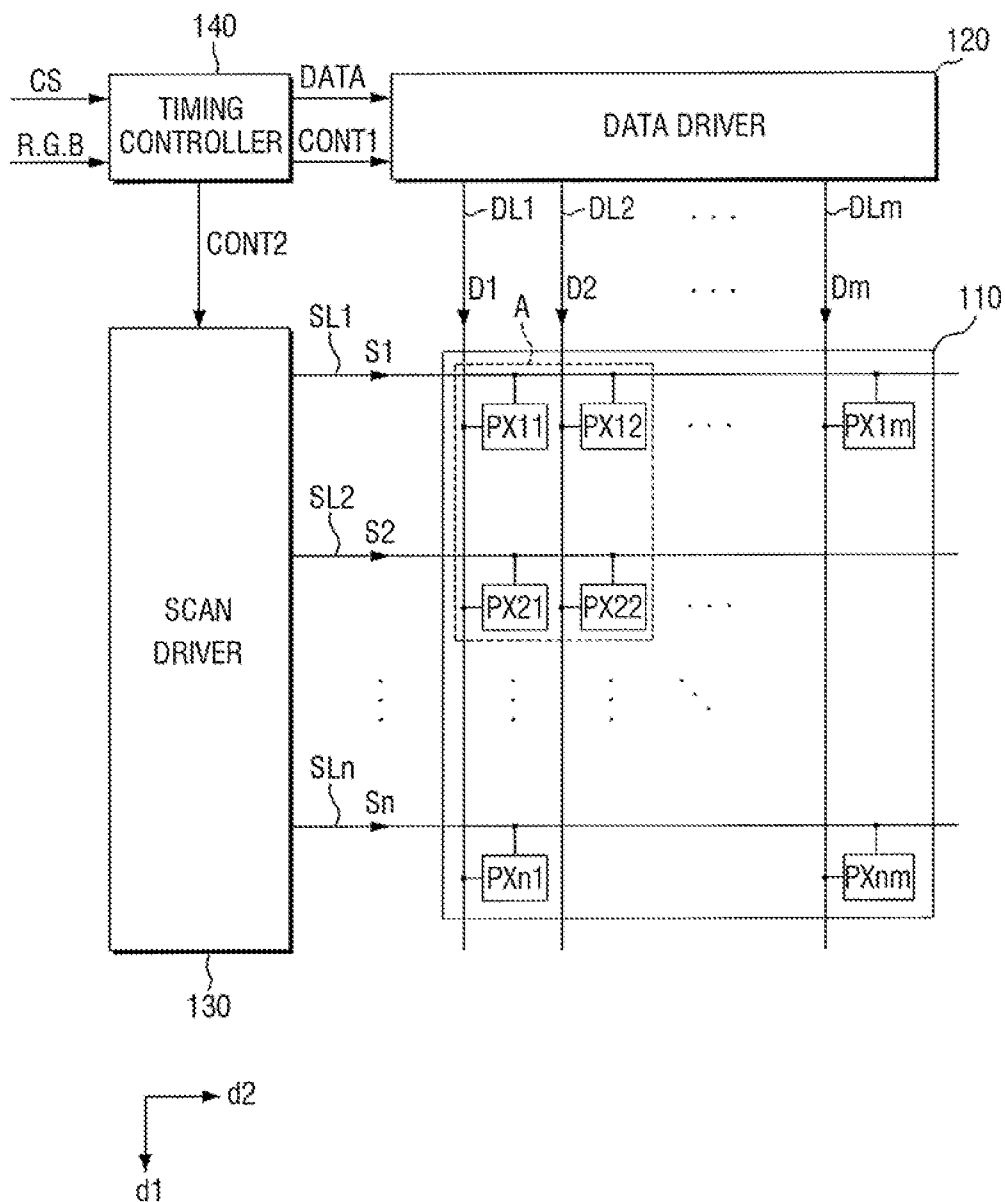 140
120
CS
R.G.B
TIMING
CONTROLLER
DATA
CONT1
DATA DRIVER
CONT2
DL1
DL2
. . .
DLm
D1
D2
. . .
Dm
A
110
SL1
S1
PX11
PX12
. . .
PX1m
SL2
S2
PX21
PX22
. . .
SCAN
DRIVER
SLn
Sn
PXn1
PXnm
130
d2
d1